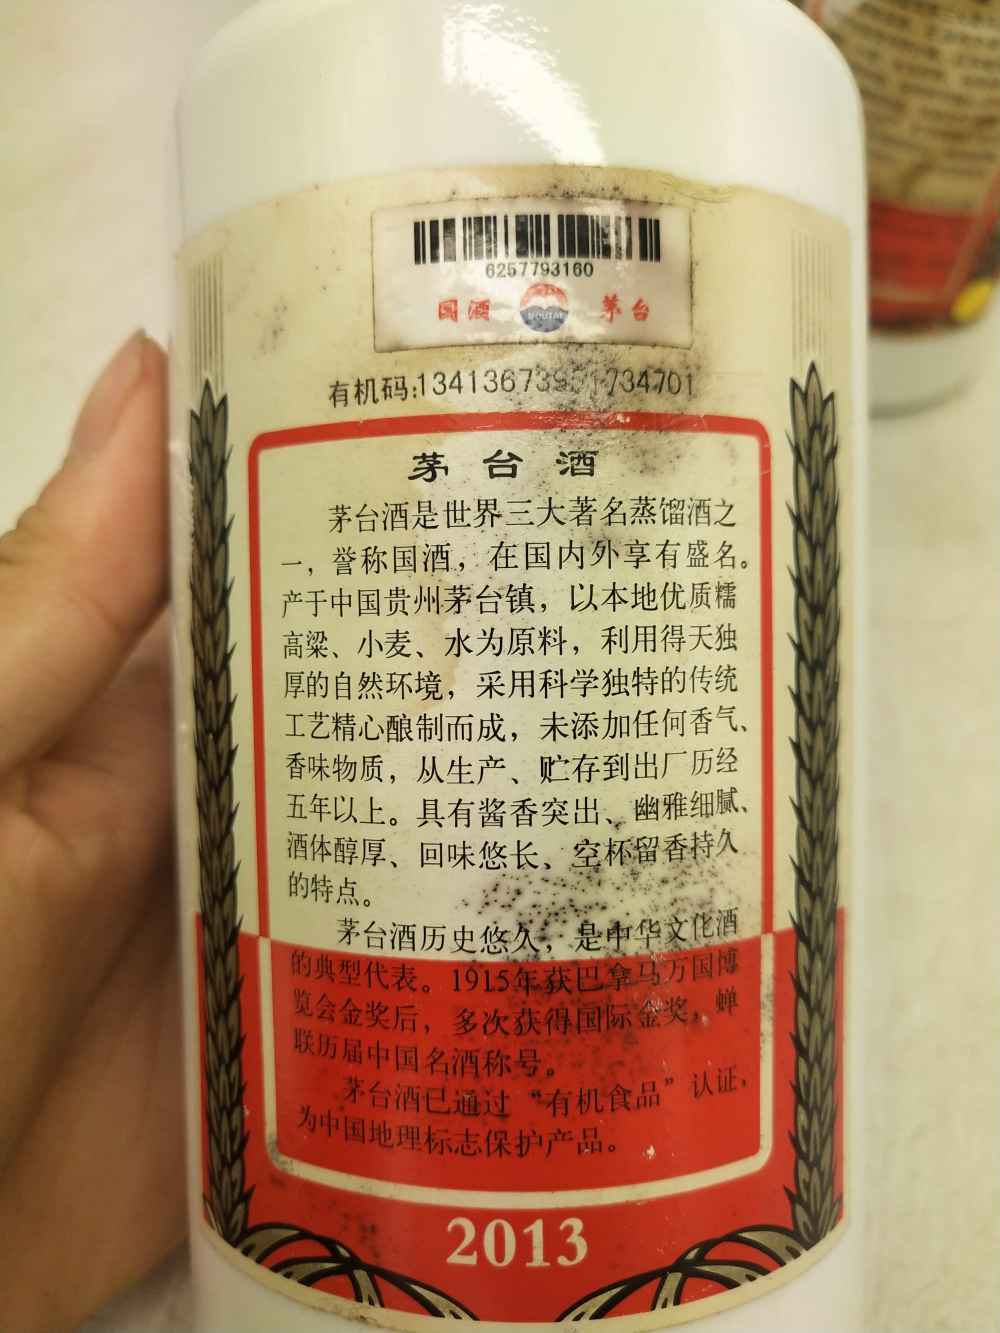 6257793160
国酒 MOUTAI 茅台
有机码:134136739
734701
茅 台 酒
茅台酒是世界三大著名蒸馏酒之
一，誉称国酒，在国内外享有盛名。
产于中国贵州茅台镇，以本地优质糯
高粱、小麦、水为原料，利用得天独
厚的自然环境，采用科学独特的传统
工艺精心酿制而成，未添加任何香气、
香味物质，从生产、贮存到出厂历经
五年以上。具有酱香突出、幽雅细腻、
酒体醇厚、回味悠长、空杯留香持久
的特点。
茅台酒历史悠久，是中华文化酒
的典型代表。1915年获巴拿马万国博
览会金奖后，多次获得国际金奖，蝉
联历届中国名酒称号。
茅台酒已通过“有机食品”认证，
为中国地理标志保护产品。
2013